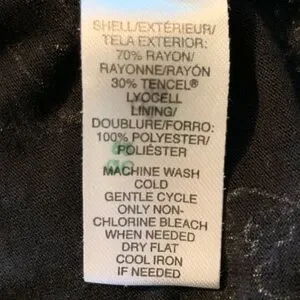 SHELL/EXTÉRIEUR/
TELA EXTERIOR:
70% RAYON/
RAYONNE/RAYÓN
30% TENCEL®
LYOCELL
LINING/
DOUBLURE/FORRO:
100% POLYESTER/
POLIÉSTER
MACHINE WASH
COLD
GENTLE CYCLE
ONLY NON-
CHLORINE BLEACH
WHEN NEEDED
DRY FLAT
COOL IRON
IF NEEDED